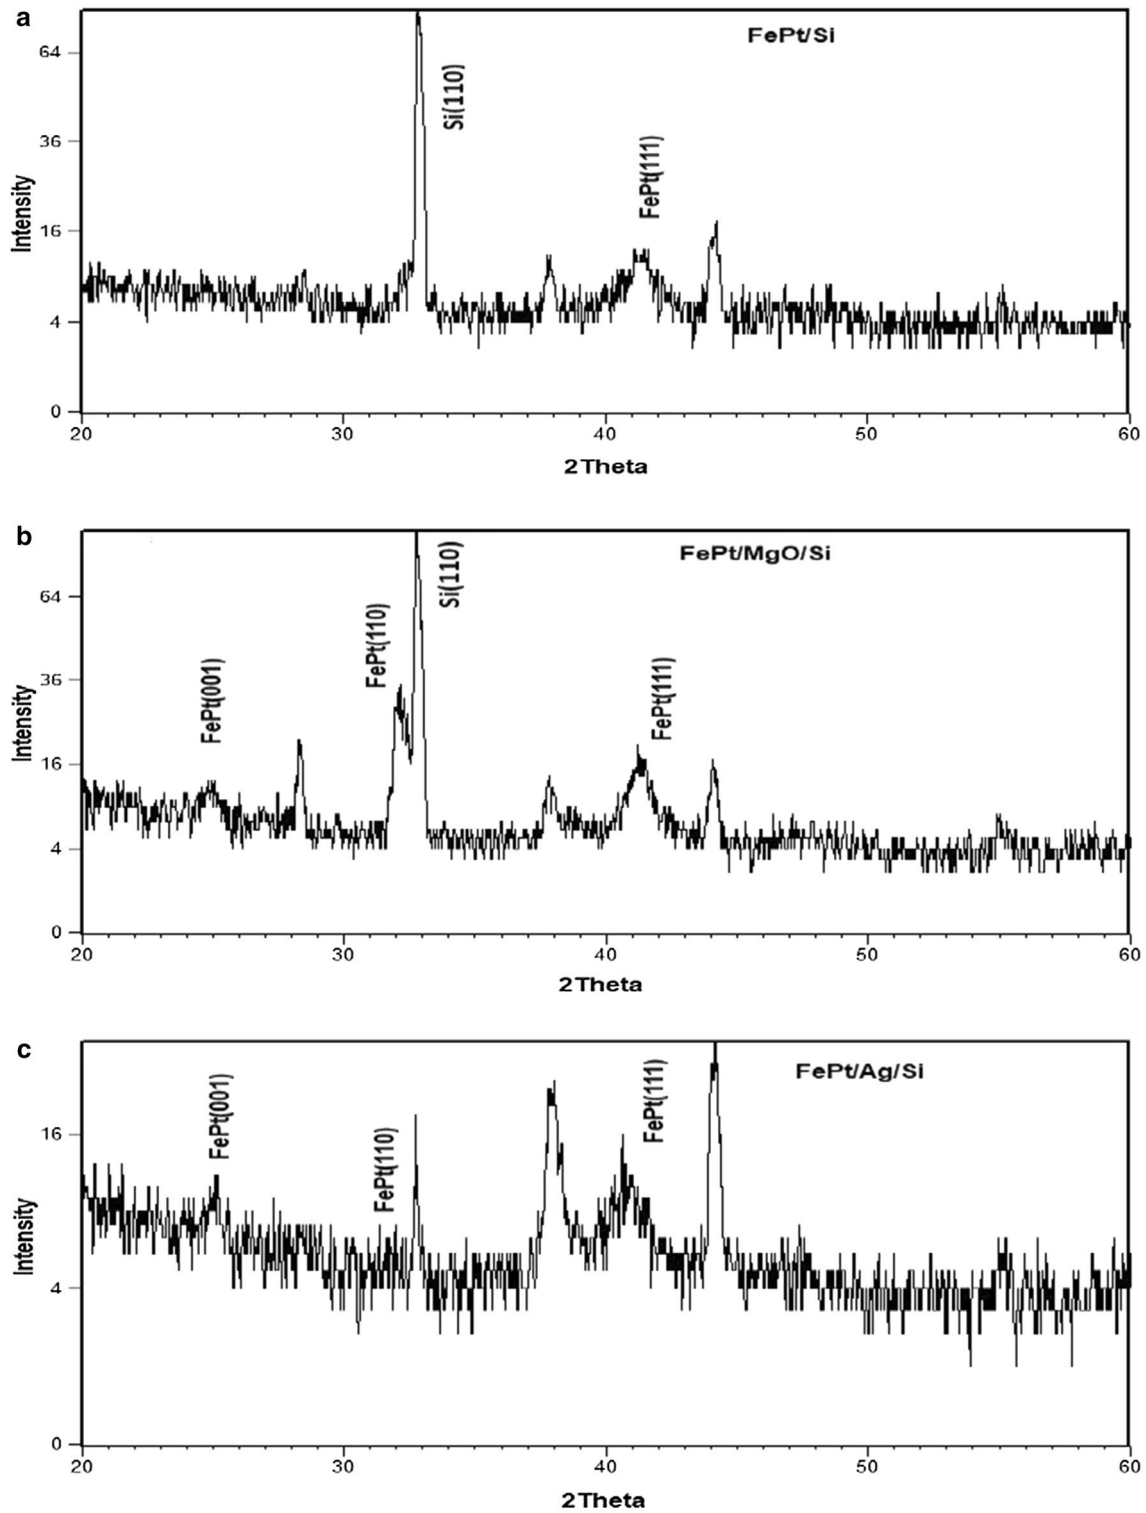 a
FePt/Si
64
36
16
4
0
Intensity
Si(110)
FePt(111)
20 30 40 50 60
2Theta
b
FePt/MgO/Si
64
36
16
4
0
Intensity
FePt(001)
FePt(110)
Si(110)
FePt(111)
20 30 40 50 60
2Theta
c
FePt/Ag/Si
16
4
0
Intensity
FePt(001)
FePt(110)
FePt(111)
20 30 40 50 60
2Theta